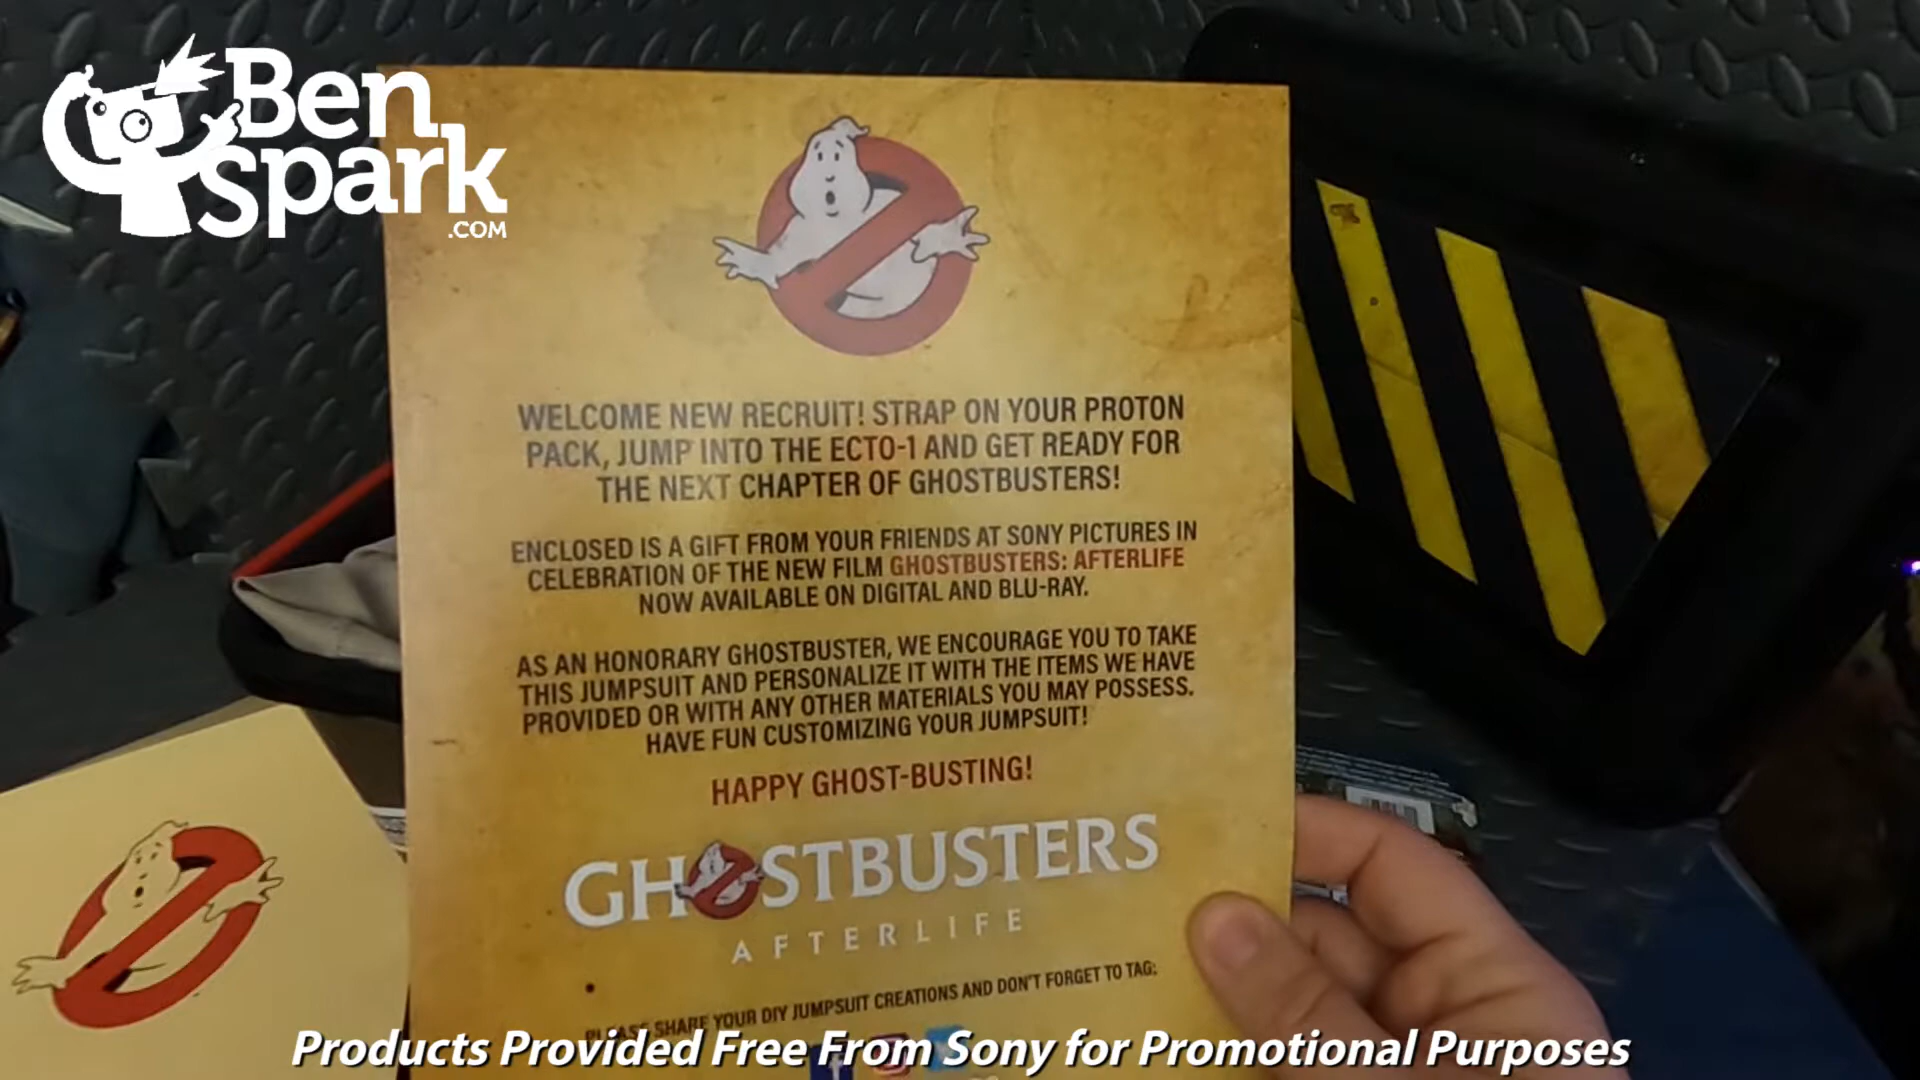 Ben
Spark
.COM
WELCOME NEW RECRUIT! STRAP ON YOUR PROTON
PACK, JUMP INTO THE ECTO-1 AND GET READY FOR
THE NEXT CHAPTER OF GHOSTBUSTERS!
ENCLOSED IS A GIFT FROM YOUR FRIENDS AT SONY PICTURES IN
CELEBRATION OF THE NEW FILM GHOSTBUSTERS: AFTERLIFE
NOW AVAILABLE ON DIGITAL AND BLU-RAY.
AS AN HONORARY GHOSTBUSTER, WE ENCOURAGE YOU TO TAKE
THIS JUMPSUIT AND PERSONALIZE IT WITH THE ITEMS WE HAVE
PROVIDED OR WITH ANY OTHER MATERIALS YOU MAY POSSESS.
HAVE FUN CUSTOMIZING YOUR JUMPSUIT!
HAPPY GHOST-BUSTING!
GHOSTBUSTERS
AFTERLIFE
PLEASE SHARE YOUR DIY JUMPSUIT CREATIONS AND DON'T FORGET TO TAG:
Products Provided Free From Sony for Promotional Purposes